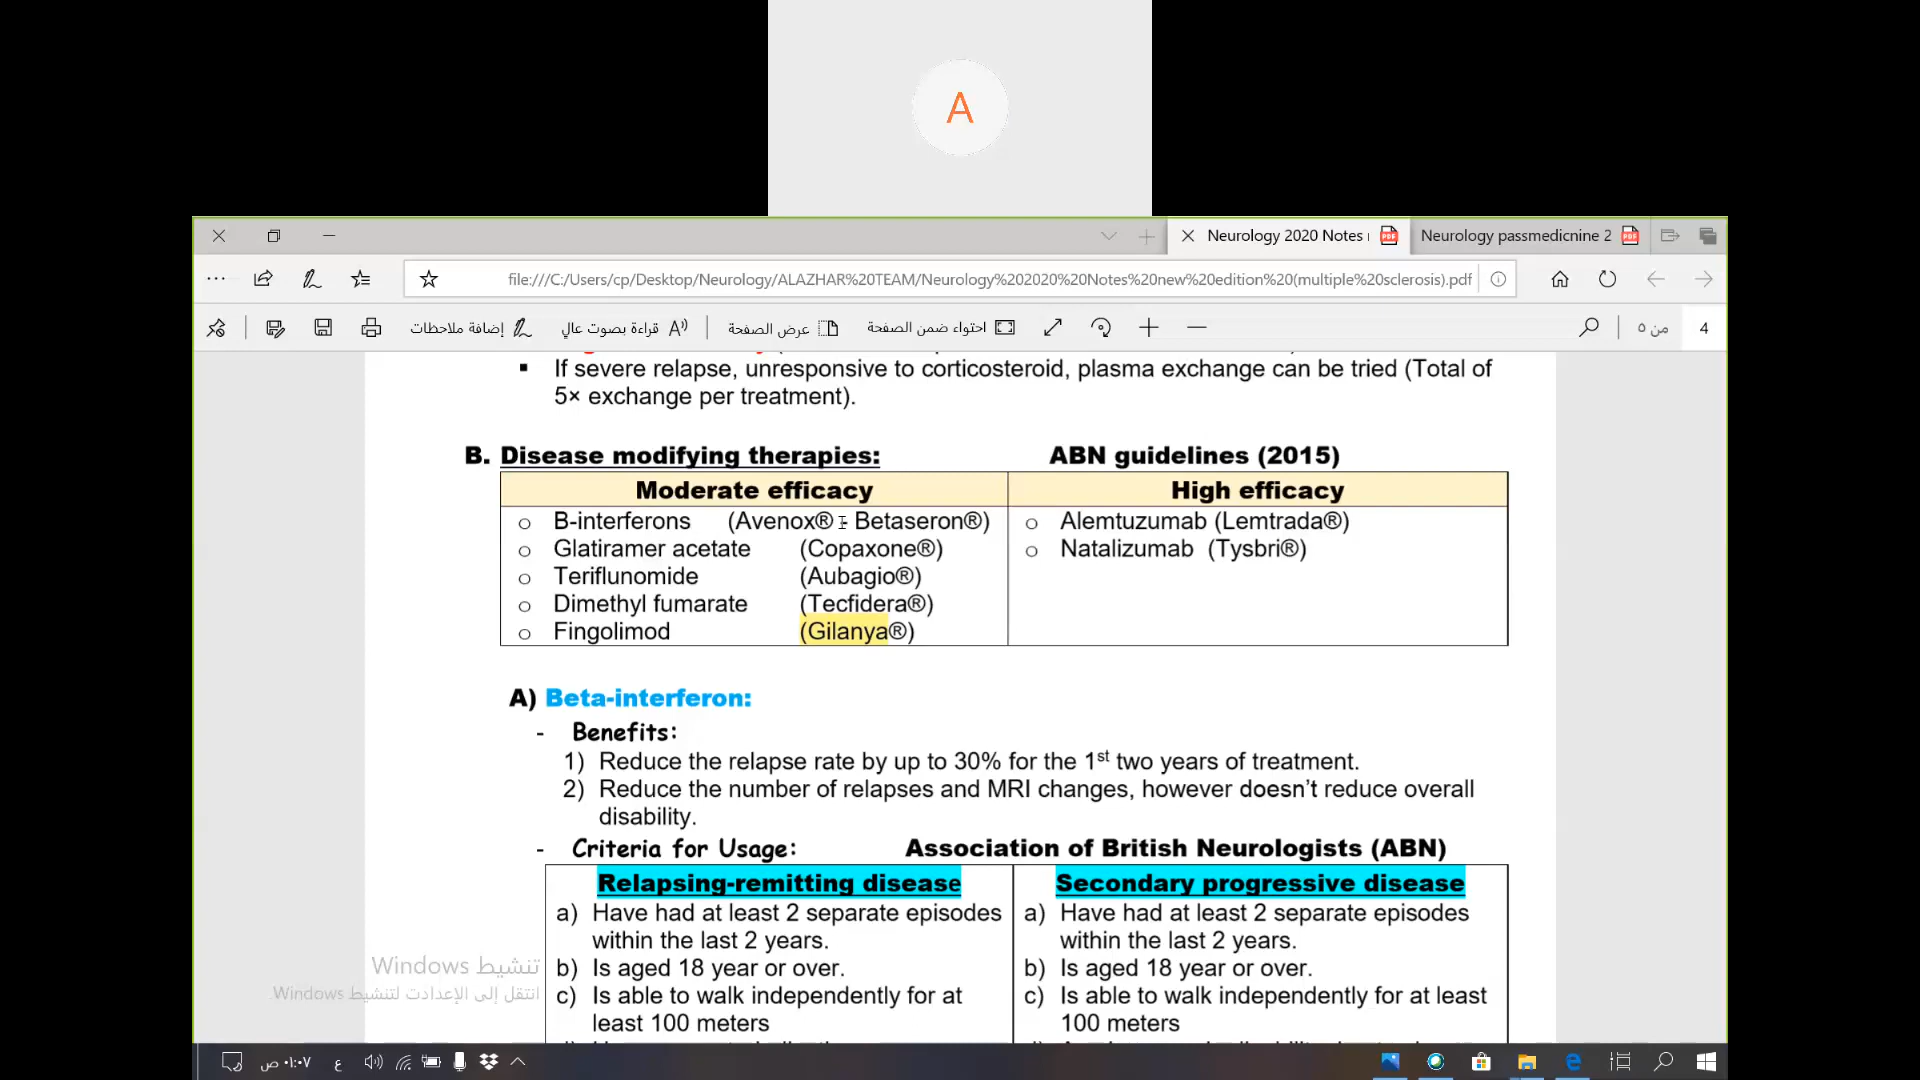 A
Neurology 2020 Notes
Neurology passmedicnine 2
file:///C:/Users/cp/Desktop/Neurology/ALAZHAR%20TEAM/Neurology%202020%20Notes%20new%20edition%20(multiple%20sclerosis).pdf
إضافة ملاحظات قراءة بصوت عالٍ عرض الصفحة احتواء ضمن الصفحة من ٥ 4
▪ If severe relapse, unresponsive to corticosteroid, plasma exchange can be tried (Total of
5× exchange per treatment).
B. Disease modifying therapies: ABN guidelines (2015)
Moderate efficacy High efficacy
o B-interferons (Avenox® - Betaseron®) o Alemtuzumab (Lemtrada®)
o Glatiramer acetate (Copaxone®) o Natalizumab (Tysbri®)
o Teriflunomide (Aubagio®)
o Dimethyl fumarate (Tecfidera®)
o Fingolimod (Gilanya®)
A) Beta-interferon:
- Benefits:
1) Reduce the relapse rate by up to 30% for the 1st two years of treatment.
2) Reduce the number of relapses and MRI changes, however doesn't reduce overall
disability.
- Criteria for Usage: Association of British Neurologists (ABN)
Relapsing-remitting disease Secondary progressive disease
a) Have had at least 2 separate episodes a) Have had at least 2 separate episodes
within the last 2 years. within the last 2 years.
b) Is aged 18 year or over. b) Is aged 18 year or over.
c) Is able to walk independently for at c) Is able to walk independently for at least
least 100 meters 100 meters
تنشيط Windows
انتقل إلى الإعدادت لتنشيط Windows.
ع ٠١:٠٧ ص